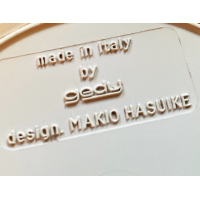 made in italy
by
gedy
design. MAKIO HASUIKE